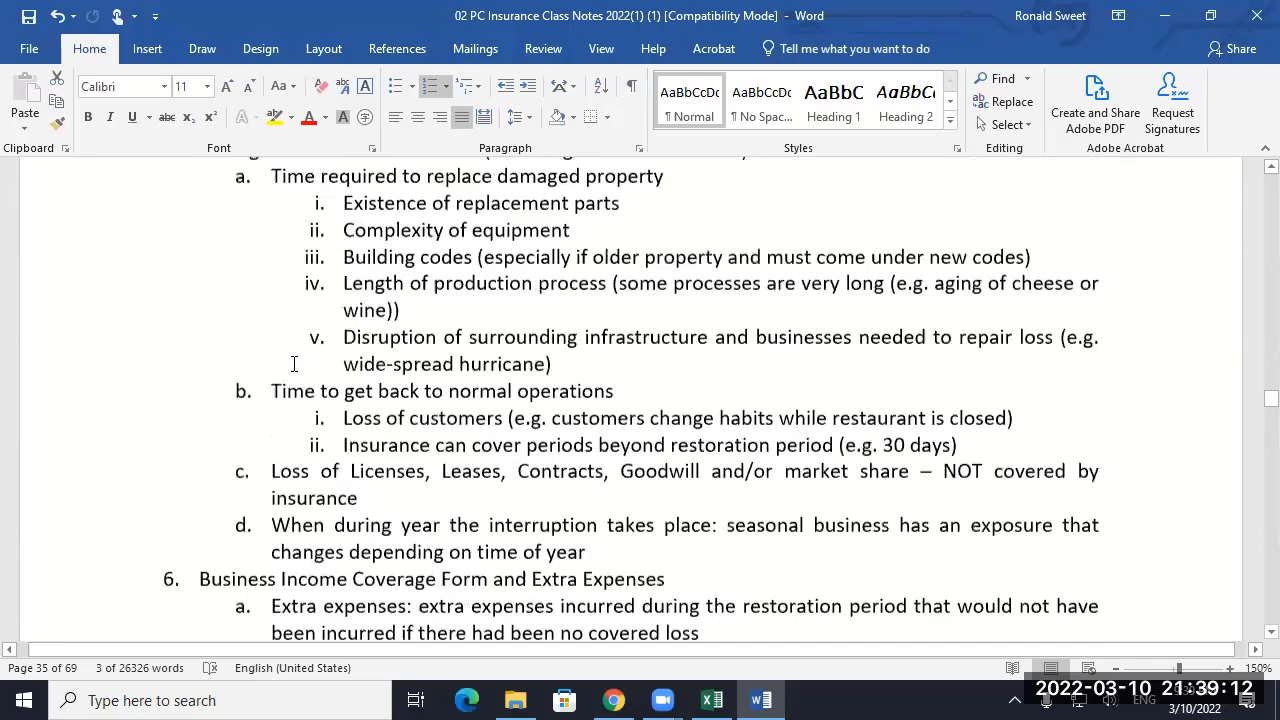 02 PC Insurance Class Notes 2022(1) (1) [Compatibility Mode] - Word
Ronald Sweet
File Home Insert Draw Design Layout References Mailings Review View Help Acrobat Tell me what you want to do Share
Paste
Calibri 11
AaBbCcDc AaBbCcDc AaBbC AaBbC
¶ Normal ¶ No Spac... Heading 1 Heading 2
Find
Replace
Select
Create and Share
Adobe PDF
Request
Signatures
Clipboard Font Paragraph Styles Editing Adobe Acrobat
a. Time required to replace damaged property
i. Existence of replacement parts
ii. Complexity of equipment
iii. Building codes (especially if older property and must come under new codes)
iv. Length of production process (some processes are very long (e.g. aging of cheese or
wine))
v. Disruption of surrounding infrastructure and businesses needed to repair loss (e.g.
wide-spread hurricane)
b. Time to get back to normal operations
i. Loss of customers (e.g. customers change habits while restaurant is closed)
ii. Insurance can cover periods beyond restoration period (e.g. 30 days)
c. Loss of Licenses, Leases, Contracts, Goodwill and/or market share – NOT covered by
insurance
d. When during year the interruption takes place: seasonal business has an exposure that
changes depending on time of year
6. Business Income Coverage Form and Extra Expenses
a. Extra expenses: extra expenses incurred during the restoration period that would not have
been incurred if there had been no covered loss
Page 35 of 69 3 of 26326 words English (United States) 150%
Type here to search
2022-03-10 21:39:12
ENG
3/10/2022